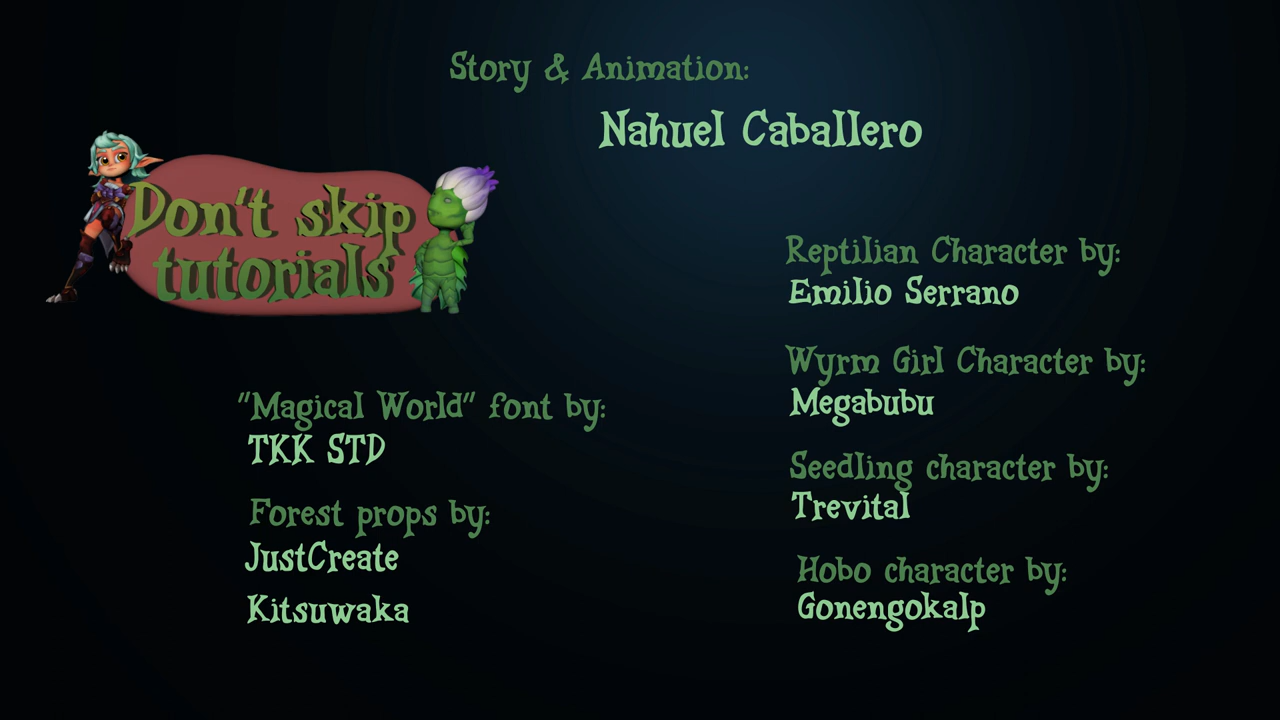 Story & Animation:
Nahuel Caballero
Don't skip
tutorials
"Magical World" font by:
TKK STD
Forest props by:
JustCreate
Kitsuwaka
Reptilian Character by:
Emilio Serrano
Wyrm Girl Character by:
Megabubu
Seedling character by:
Trevital
Hobo character by:
Gonengokalp